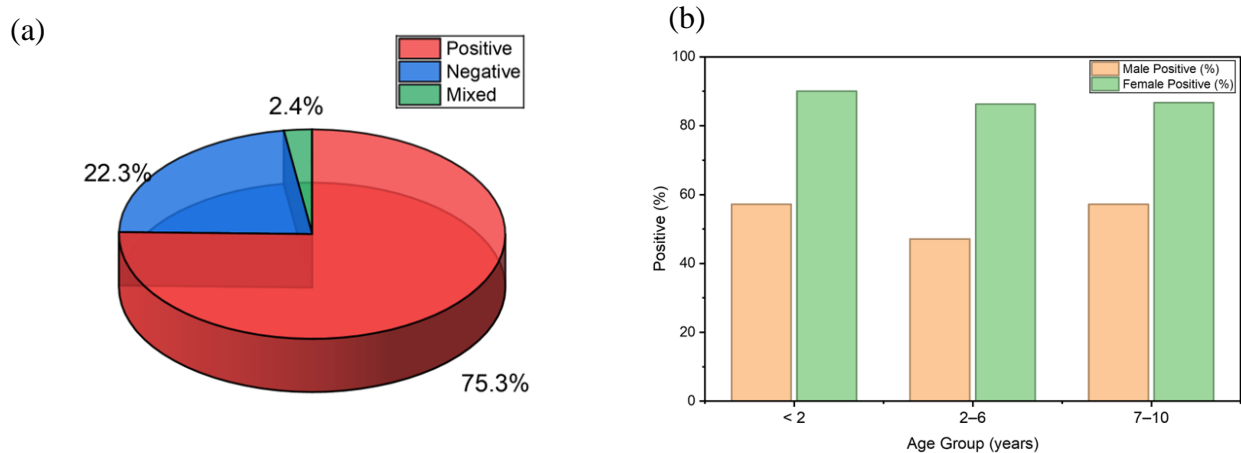 (a)
Positive
Negative
Mixed
2.4%
22.3%
75.3%
(b)
Male Positive (%)
Female Positive (%)
100
80
60
40
20
0
Positive (%)
< 2
2–6
7–10
Age Group (years)